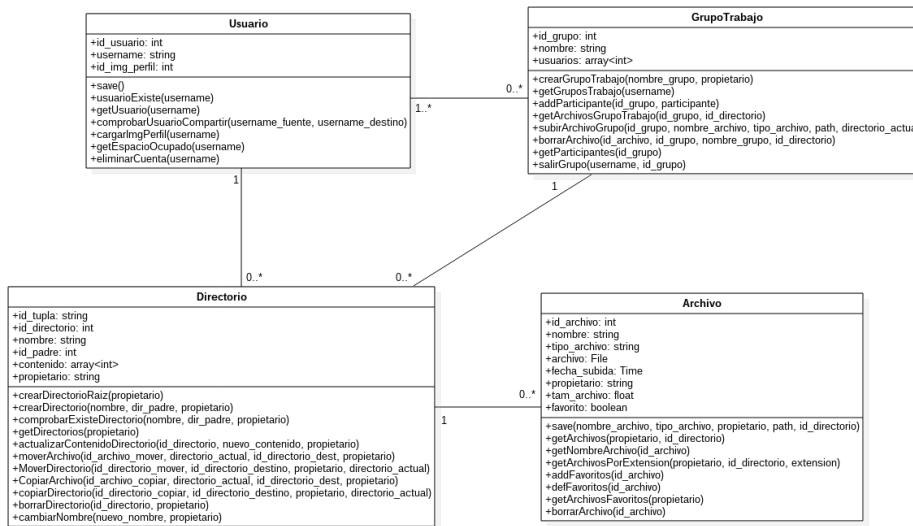 Usuario
+id_usuario: int
+username: string
+id_img_perfil: int
+save()
+usuarioExiste(username)
+getUsuario(username)
+comprobarUsuarioCompartir(username_fuente, username_destino)
+cargarImgPerfil(username)
+getEspacioOcupado(username)
+eliminarCuenta(username)
GrupoTrabajo
+id_grupo: int
+nombre: string
+usuarios: array<int>
+crearGrupoTrabajo(nombre_grupo, propietario)
+getGruposTrabajo(username)
+addParticipante(id_grupo, participante)
+getArchivosGrupoTrabajo(id_grupo, id_directorio)
+subirArchivoGrupo(id_grupo, nombre_archivo, tipo_archivo, path, directorio_actua
+borrarArchivo(id_archivo, id_grupo, nombre_grupo, id_directorio)
+getParticipantes(id_grupo)
+salirGrupo(username, id_grupo)
1..*
0..*
1
0..*
1
0..*
Directorio
+id_tupla: string
+id_directorio: int
+nombre: string
+id_padre: int
+contenido: array<int>
+propietario: string
+crearDirectorioRaiz(propietario)
+crearDirectorio(nombre, dir_padre, propietario)
+comprobarExisteDirectorio(nombre, dir_padre, propietario)
+getDirectorios(propietario)
+actualizarContenidoDirectorio(id_directorio, nuevo_contenido, propietario)
+moverArchivo(id_archivo_mover, directorio_actual, id_directorio_dest, propietario)
+MoverDirectorio(id_directorio_mover, id_directorio_destino, propietario, directorio_actual)
+CopiarArchivo(id_archivo_copiar, directorio_actual, id_directorio_dest, propietario)
+copiarDirectorio(id_directorio_copiar, id_directorio_destino, propietario, directorio_actual)
+borrarDirectorio(id_directorio, propietario)
+cambiarNombre(nuevo_nombre, propietario)
1
0..*
Archivo
+id_archivo: int
+nombre: string
+tipo_archivo: string
+archivo: File
+fecha_subida: Time
+propietario: string
+tam_archivo: float
+favorito: boolean
+save(nombre_archivo, tipo_archivo, propietario, path, id_directorio)
+getArchivos(propietario, id_directorio)
+getNombreArchivo(id_archivo)
+getArchivosPorExtension(propietario, id_directorio, extension)
+addFavoritos(id_archivo)
+defFavoritos(id_archivo)
+getArchivosFavoritos(propietario)
+borrarArchivo(id_archivo)